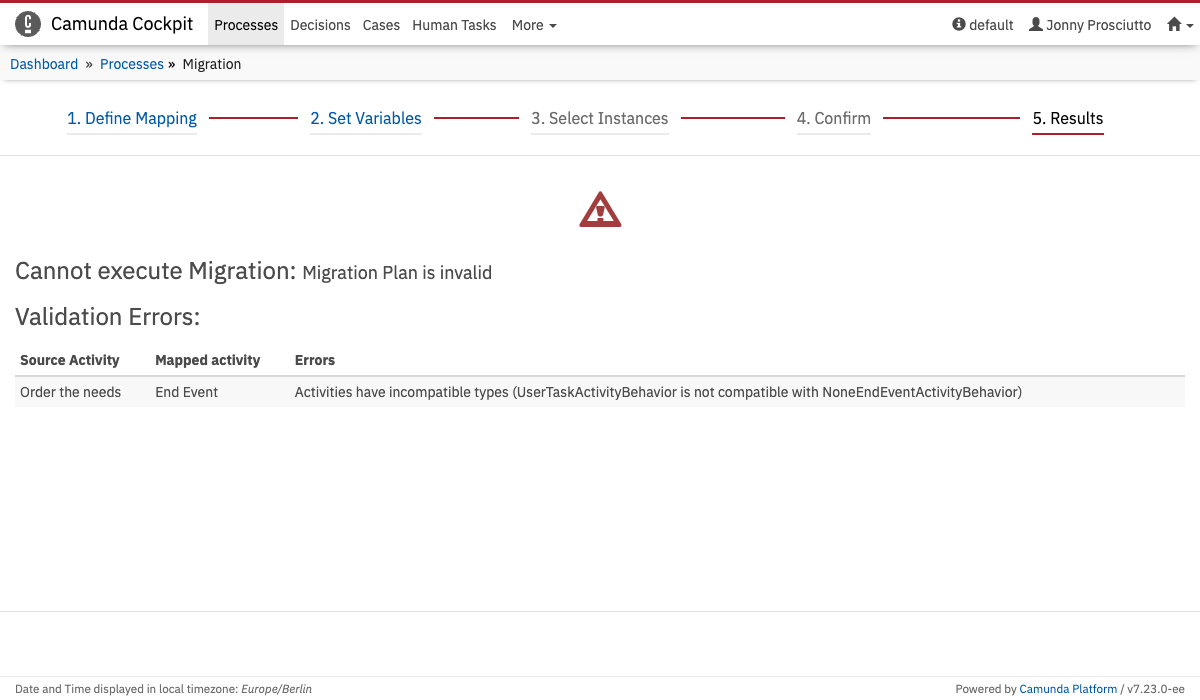 Camunda Cockpit Processes Decisions Cases Human Tasks More default Jonny Prosciutto
Dashboard » Processes » Migration
1. Define Mapping 2. Set Variables 3. Select Instances 4. Confirm 5. Results
Cannot execute Migration: Migration Plan is invalid
Validation Errors:
Source Activity Mapped activity Errors
Order the needs End Event Activities have incompatible types (UserTaskActivityBehavior is not compatible with NoneEndEventActivityBehavior)
Date and Time displayed in local timezone: Europe/Berlin Powered by Camunda Platform / v7.23.0-ee